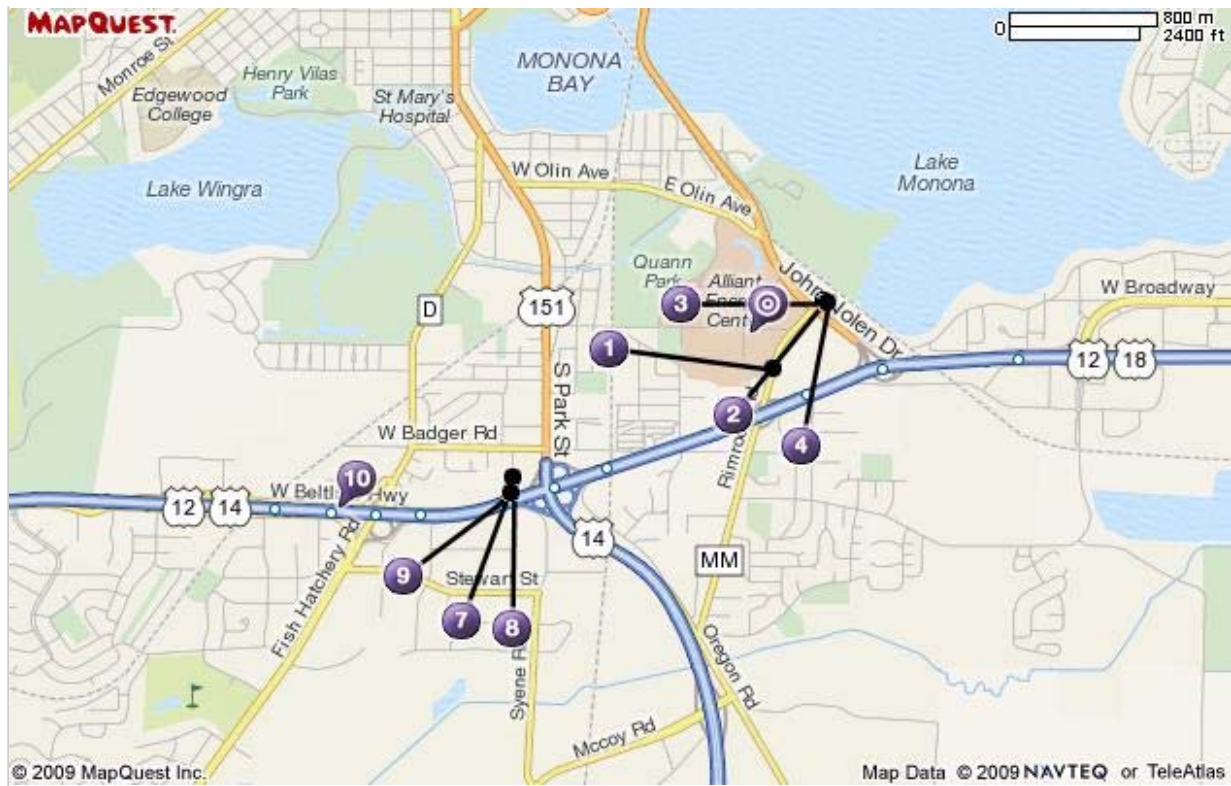 MAPQUEST.
0
800 m
2400 ft
Monroe St
Henry Vilas
Park
Edgewood
College
St Mary's
Hospital
MONONA
BAY
Lake Wingra
Lake
Monona
W Olin Ave
E Olin Ave
Quann
Park
Alliant
Energy
Center
John Nolen Dr
W Broadway
D
151
3
1
2
4
12
18
S Park St
W Badger Rd
Rimrock
10
W Beltline Hwy
12
14
14
MM
9
7
8
Stewart St
Fish Hatchery Rd
Syene Rd
Oregon Rd
Mccoy Rd
© 2009 MapQuest Inc.
Map Data © 2009 NAVTEQ or TeleAtlas